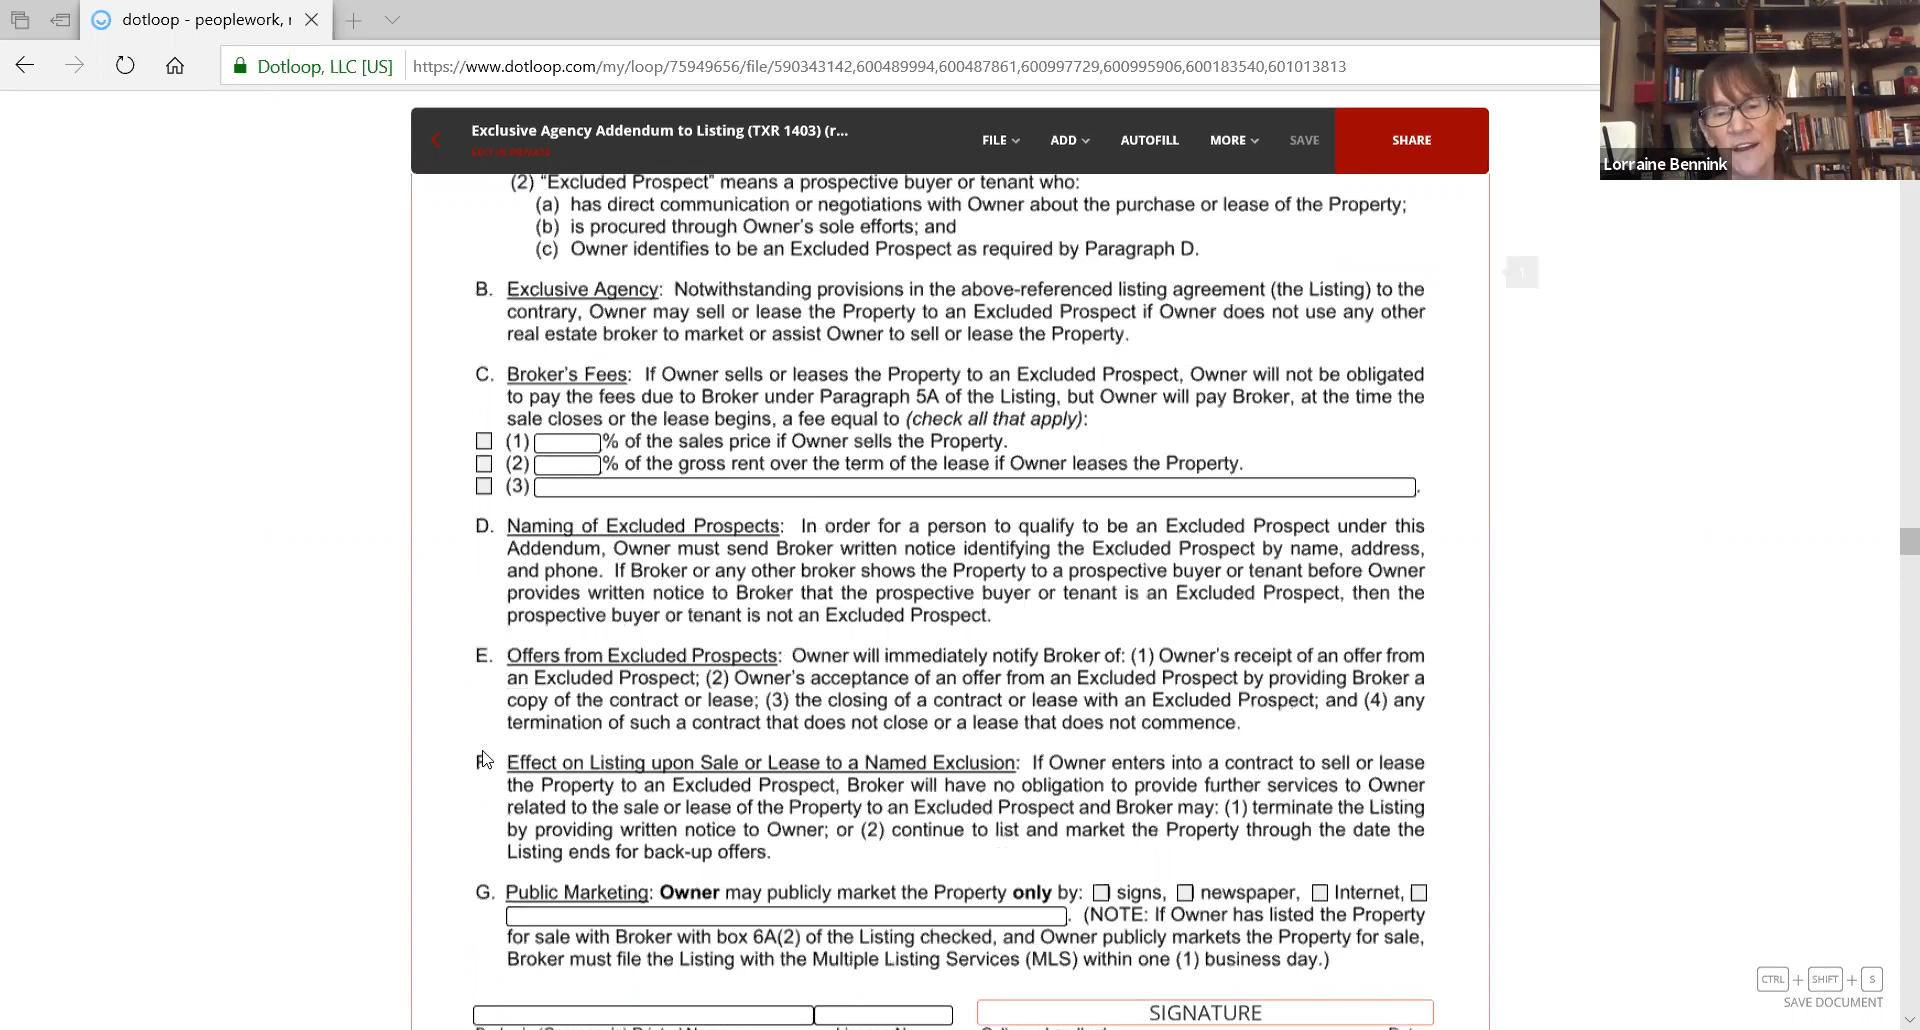 dotloop - peoplework, r
Dotloop, LLC [US]
https://www.dotloop.com/my/loop/75949656/file/590343142,600489994,600487861,600997729,600995906,600183540,601013813
Lorraine Bennink
Exclusive Agency Addendum to Listing (TXR 1403) (r...
EDIT IN PRIVATE
FILE
ADD
AUTOFILL
MORE
SAVE
SHARE
1
(2) “Excluded Prospect” means a prospective buyer or tenant who:
(a) has direct communication or negotiations with Owner about the purchase or lease of the Property;
(b) is procured through Owner’s sole efforts; and
(c) Owner identifies to be an Excluded Prospect as required by Paragraph D.
B. Exclusive Agency: Notwithstanding provisions in the above-referenced listing agreement (the Listing) to the
contrary, Owner may sell or lease the Property to an Excluded Prospect if Owner does not use any other
real estate broker to market or assist Owner to sell or lease the Property.
C. Broker’s Fees: If Owner sells or leases the Property to an Excluded Prospect, Owner will not be obligated
to pay the fees due to Broker under Paragraph 5A of the Listing, but Owner will pay Broker, at the time the
sale closes or the lease begins, a fee equal to (check all that apply):
(1) % of the sales price if Owner sells the Property.
(2) % of the gross rent over the term of the lease if Owner leases the Property.
(3) .
D. Naming of Excluded Prospects: In order for a person to qualify to be an Excluded Prospect under this
Addendum, Owner must send Broker written notice identifying the Excluded Prospect by name, address,
and phone. If Broker or any other broker shows the Property to a prospective buyer or tenant before Owner
provides written notice to Broker that the prospective buyer or tenant is an Excluded Prospect, then the
prospective buyer or tenant is not an Excluded Prospect.
E. Offers from Excluded Prospects: Owner will immediately notify Broker of: (1) Owner’s receipt of an offer from
an Excluded Prospect; (2) Owner’s acceptance of an offer from an Excluded Prospect by providing Broker a
copy of the contract or lease; (3) the closing of a contract or lease with an Excluded Prospect; and (4) any
termination of such a contract that does not close or a lease that does not commence.
Effect on Listing upon Sale or Lease to a Named Exclusion: If Owner enters into a contract to sell or lease
the Property to an Excluded Prospect, Broker will have no obligation to provide further services to Owner
related to the sale or lease of the Property to an Excluded Prospect and Broker may: (1) terminate the Listing
by providing written notice to Owner; or (2) continue to list and market the Property through the date the
Listing ends for back-up offers.
G. Public Marketing: Owner may publicly market the Property only by: signs, newspaper, Internet,
. (NOTE: If Owner has listed the Property
for sale with Broker with box 6A(2) of the Listing checked, and Owner publicly markets the Property for sale,
Broker must file the Listing with the Multiple Listing Services (MLS) within one (1) business day.)
SIGNATURE
CTRL + SHIFT + S
SAVE DOCUMENT